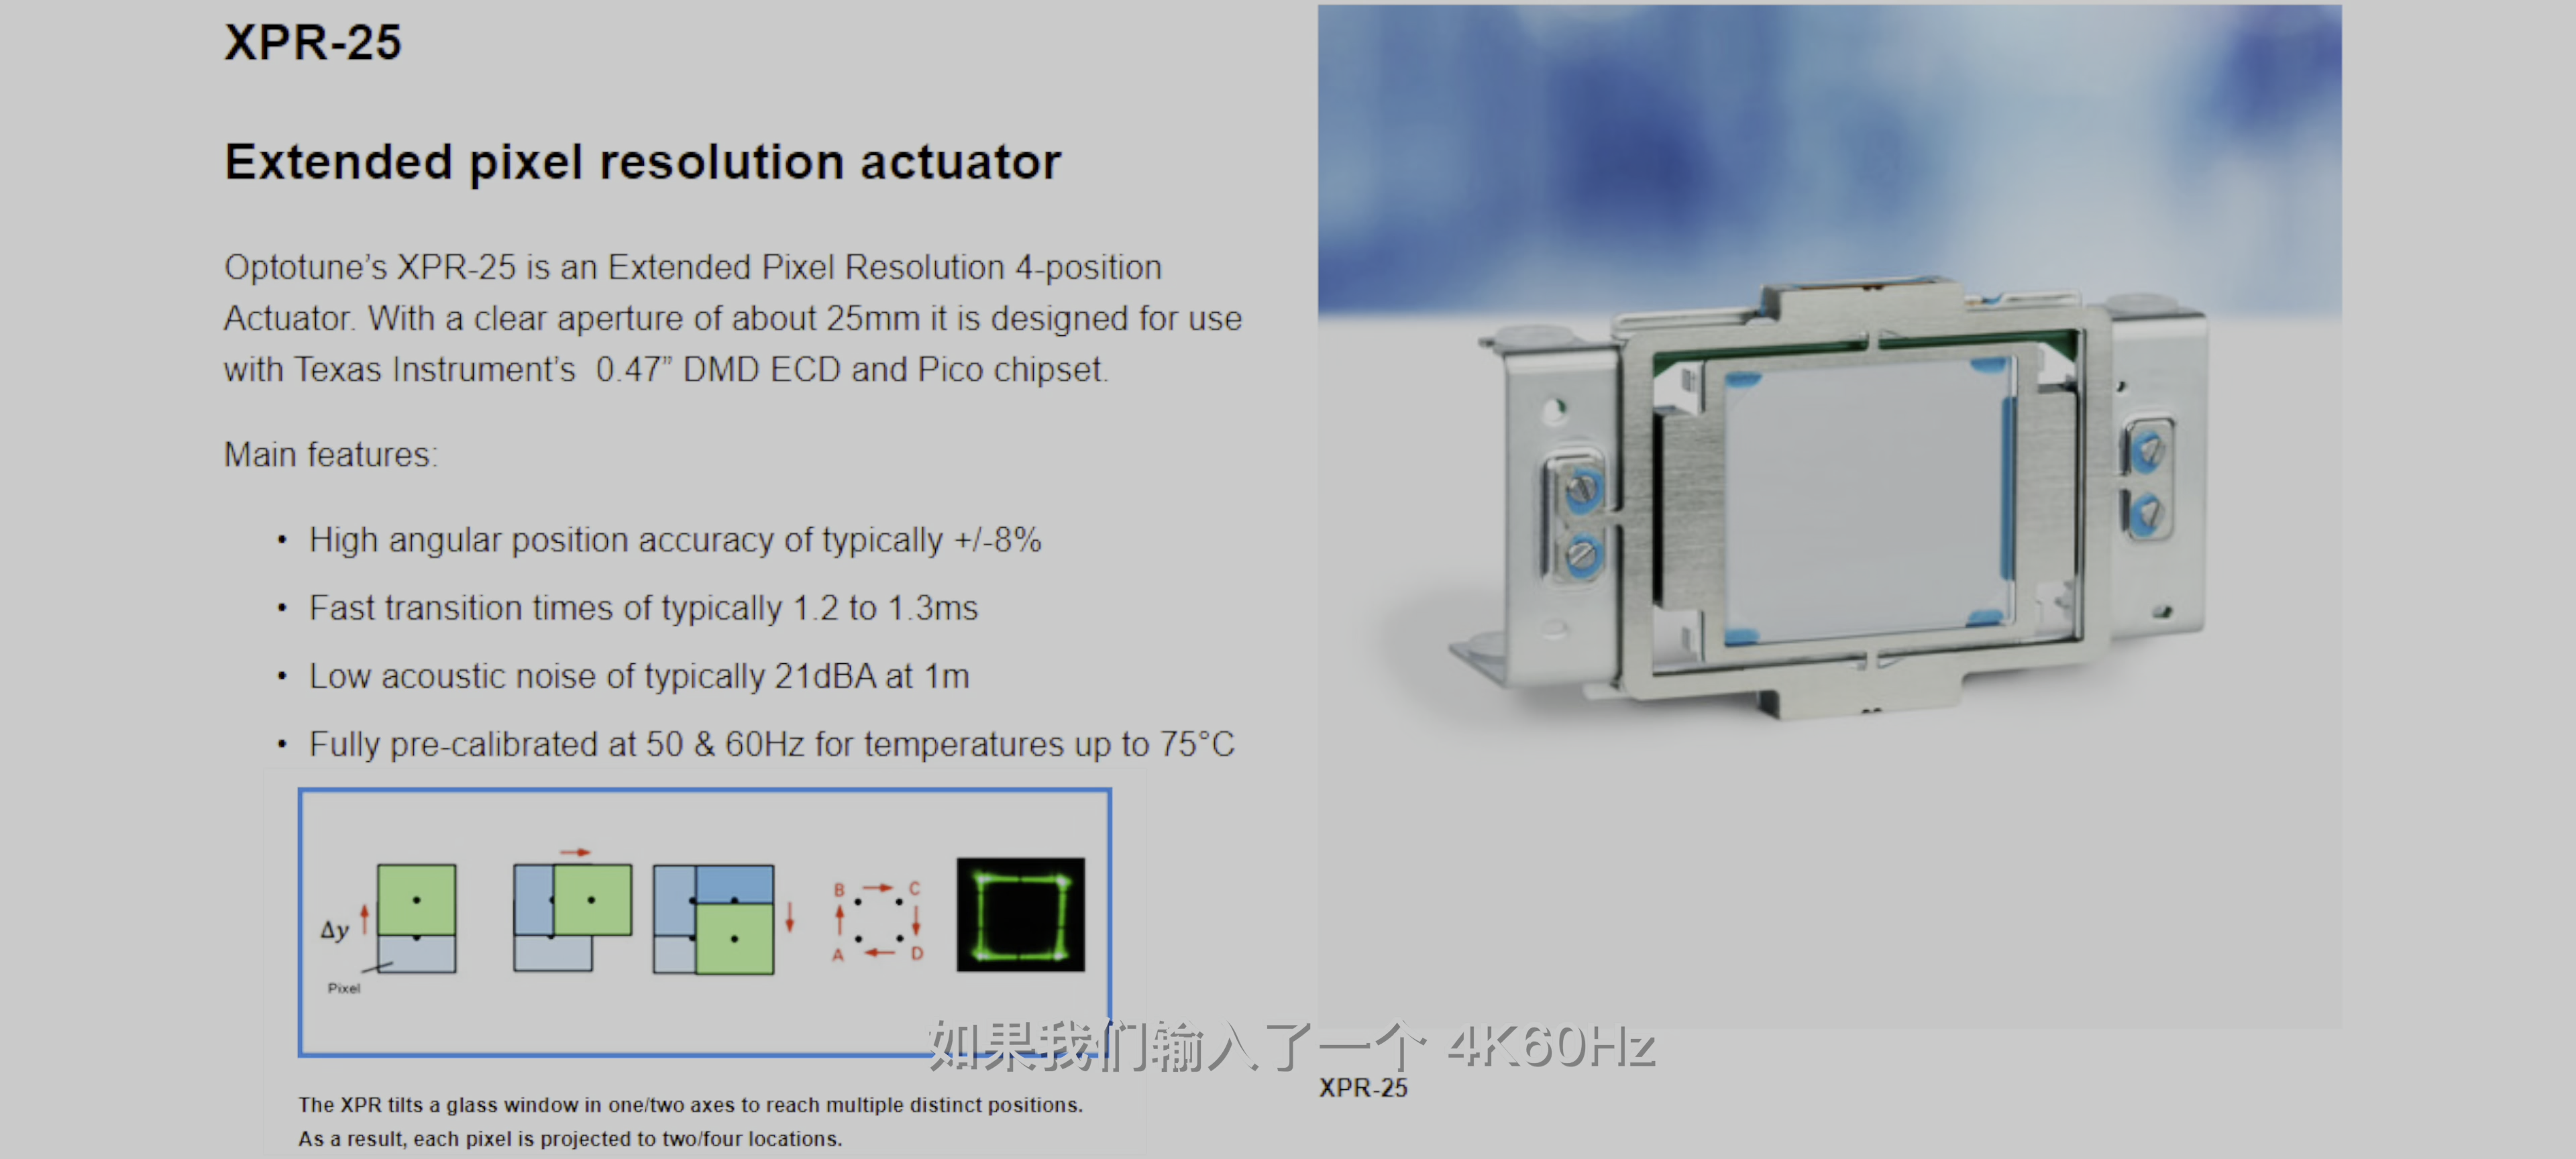 XPR-25
Extended pixel resolution actuator
Optotune’s XPR-25 is an Extended Pixel Resolution 4-position
Actuator. With a clear aperture of about 25mm it is designed for use
with Texas Instrument’s  0.47” DMD ECD and Pico chipset.
Main features:
• High angular position accuracy of typically +/-8%
• Fast transition times of typically 1.2 to 1.3ms
• Low acoustic noise of typically 21dBA at 1m
• Fully pre-calibrated at 50 & 60Hz for temperatures up to 75°C
Δy
Pixel
B C
A D
如果我们输入了一个 4K60Hz
XPR-25
The XPR tilts a glass window in one/two axes to reach multiple distinct positions.
As a result, each pixel is projected to two/four locations.